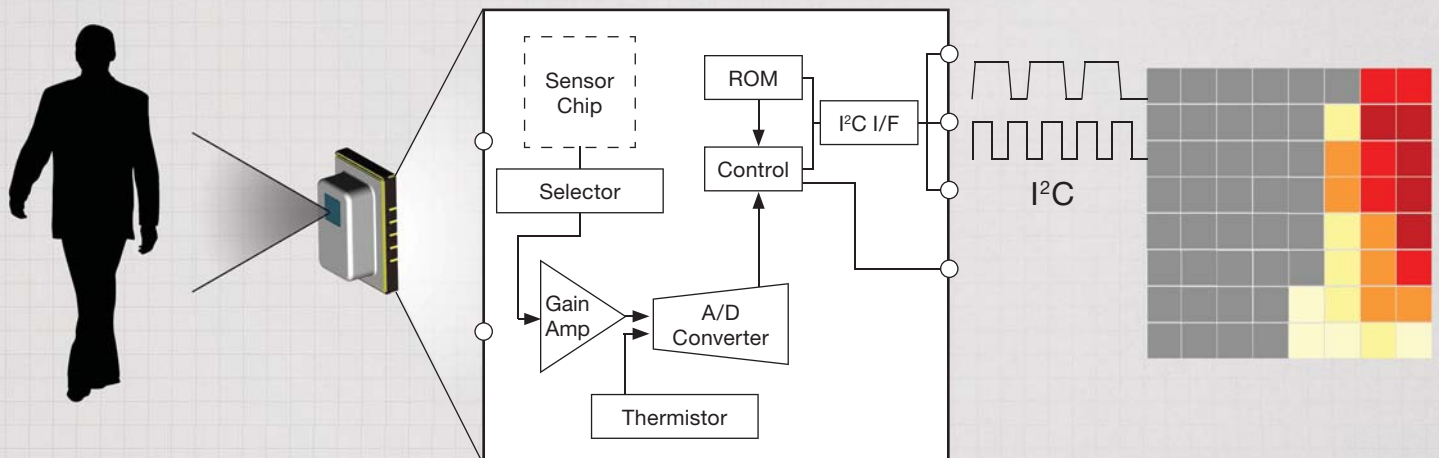 Sensor
Chip
Selector
Gain
Amp
A/D
Converter
Thermistor
ROM
Control
I²C I/F
I²C